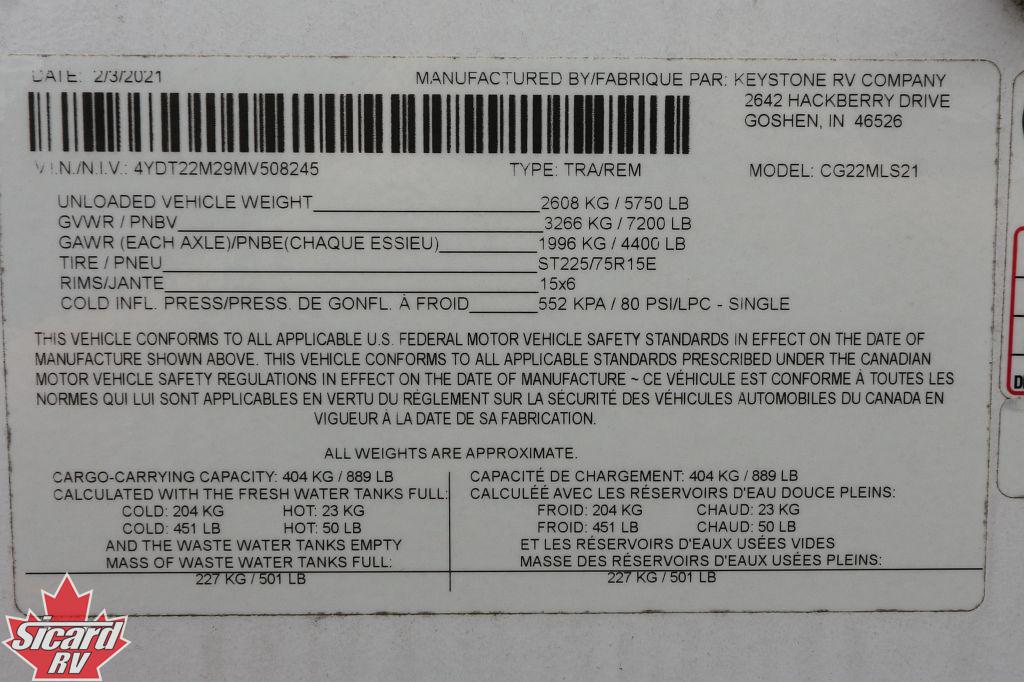 DATE: 2/3/2021
MANUFACTURED BY/FABRIQUE PAR: KEYSTONE RV COMPANY
2642 HACKBERRY DRIVE
GOSHEN, IN 46526
V.I.N./N.I.V.: 4YDT22M29MV508245 TYPE: TRA/REM MODEL: CG22MLS21
UNLOADED VEHICLE WEIGHT 2608 KG / 5750 LB
GVWR / PNBV 3266 KG / 7200 LB
GAWR (EACH AXLE)/PNBE(CHAQUE ESSIEU) 1996 KG / 4400 LB
TIRE / PNEU ST225/75R15E
RIMS/JANTE 15x6
COLD INFL. PRESS/PRESS. DE GONFL. À FROID 552 KPA / 80 PSI/LPC - SINGLE
THIS VEHICLE CONFORMS TO ALL APPLICABLE U.S. FEDERAL MOTOR VEHICLE SAFETY STANDARDS IN EFFECT ON THE DATE OF
MANUFACTURE SHOWN ABOVE. THIS VEHICLE CONFORMS TO ALL APPLICABLE STANDARDS PRESCRIBED UNDER THE CANADIAN
MOTOR VEHICLE SAFETY REGULATIONS IN EFFECT ON THE DATE OF MANUFACTURE ~ CE VÉHICULE EST CONFORME À TOUTES LES
NORMES QUI LUI SONT APPLICABLES EN VERTU DU RÈGLEMENT SUR LA SÉCURITÉ DES VÉHICULES AUTOMOBILES DU CANADA EN
VIGUEUR À LA DATE DE SA FABRICATION.
ALL WEIGHTS ARE APPROXIMATE.
CARGO-CARRYING CAPACITY: 404 KG / 889 LB
CALCULATED WITH THE FRESH WATER TANKS FULL:
COLD: 204 KG HOT: 23 KG
COLD: 451 LB HOT: 50 LB
AND THE WASTE WATER TANKS EMPTY
MASS OF WASTE WATER TANKS FULL:
227 KG / 501 LB
CAPACITÉ DE CHARGEMENT: 404 KG / 889 LB
CALCULÉE AVEC LES RÉSERVOIRS D'EAU DOUCE PLEINS:
FROID: 204 KG CHAUD: 23 KG
FROID: 451 LB CHAUD: 50 LB
ET LES RÉSERVOIRS D'EAUX USÉES VIDES
MASSE DES RÉSERVOIRS D'EAUX USÉES PLEINS:
227 KG / 501 LB
Sicard
RV